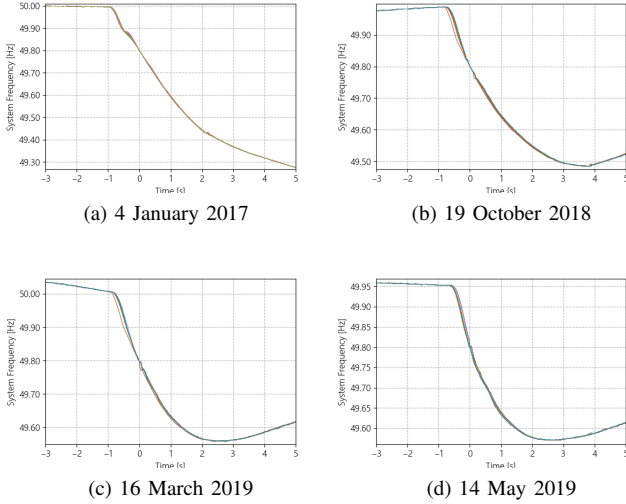 50.00
49.90
49.80
49.70
49.60
49.50
49.40
49.30
System Frequency [Hz]
−3 −2 −1 0 1 2 3 4 5
Time [s]
(a) 4 January 2017
49.90
49.80
49.70
49.60
49.50
System Frequency [Hz]
−3 −2 −1 0 1 2 3 4 5
Time [s]
(b) 19 October 2018
50.00
49.90
49.80
49.70
49.60
System Frequency [Hz]
−3 −2 −1 0 1 2 3 4 5
Time [s]
(c) 16 March 2019
49.95
49.90
49.85
49.80
49.75
49.70
49.65
49.60
System Frequency [Hz]
−3 −2 −1 0 1 2 3 4 5
Time [s]
(d) 14 May 2019